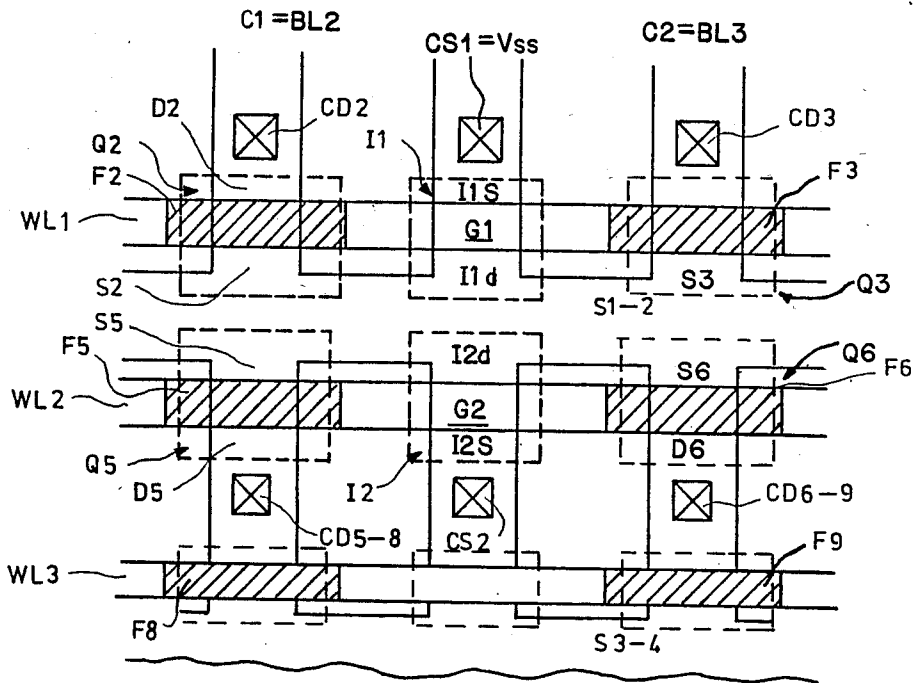 C1=BL2
CS1=Vss
C2=BL3
D2
CD2
I1
CD3
Q2
F2
I1S
F3
WL1
G1
S2
I1d
S3
Q3
S1-2
S5
F5
I2d
S6
Q6
F6
WL2
G2
Q5
I2S
D6
D5
I2
CD5-8
CS2
CD6-9
WL3
F9
F8
S3-4